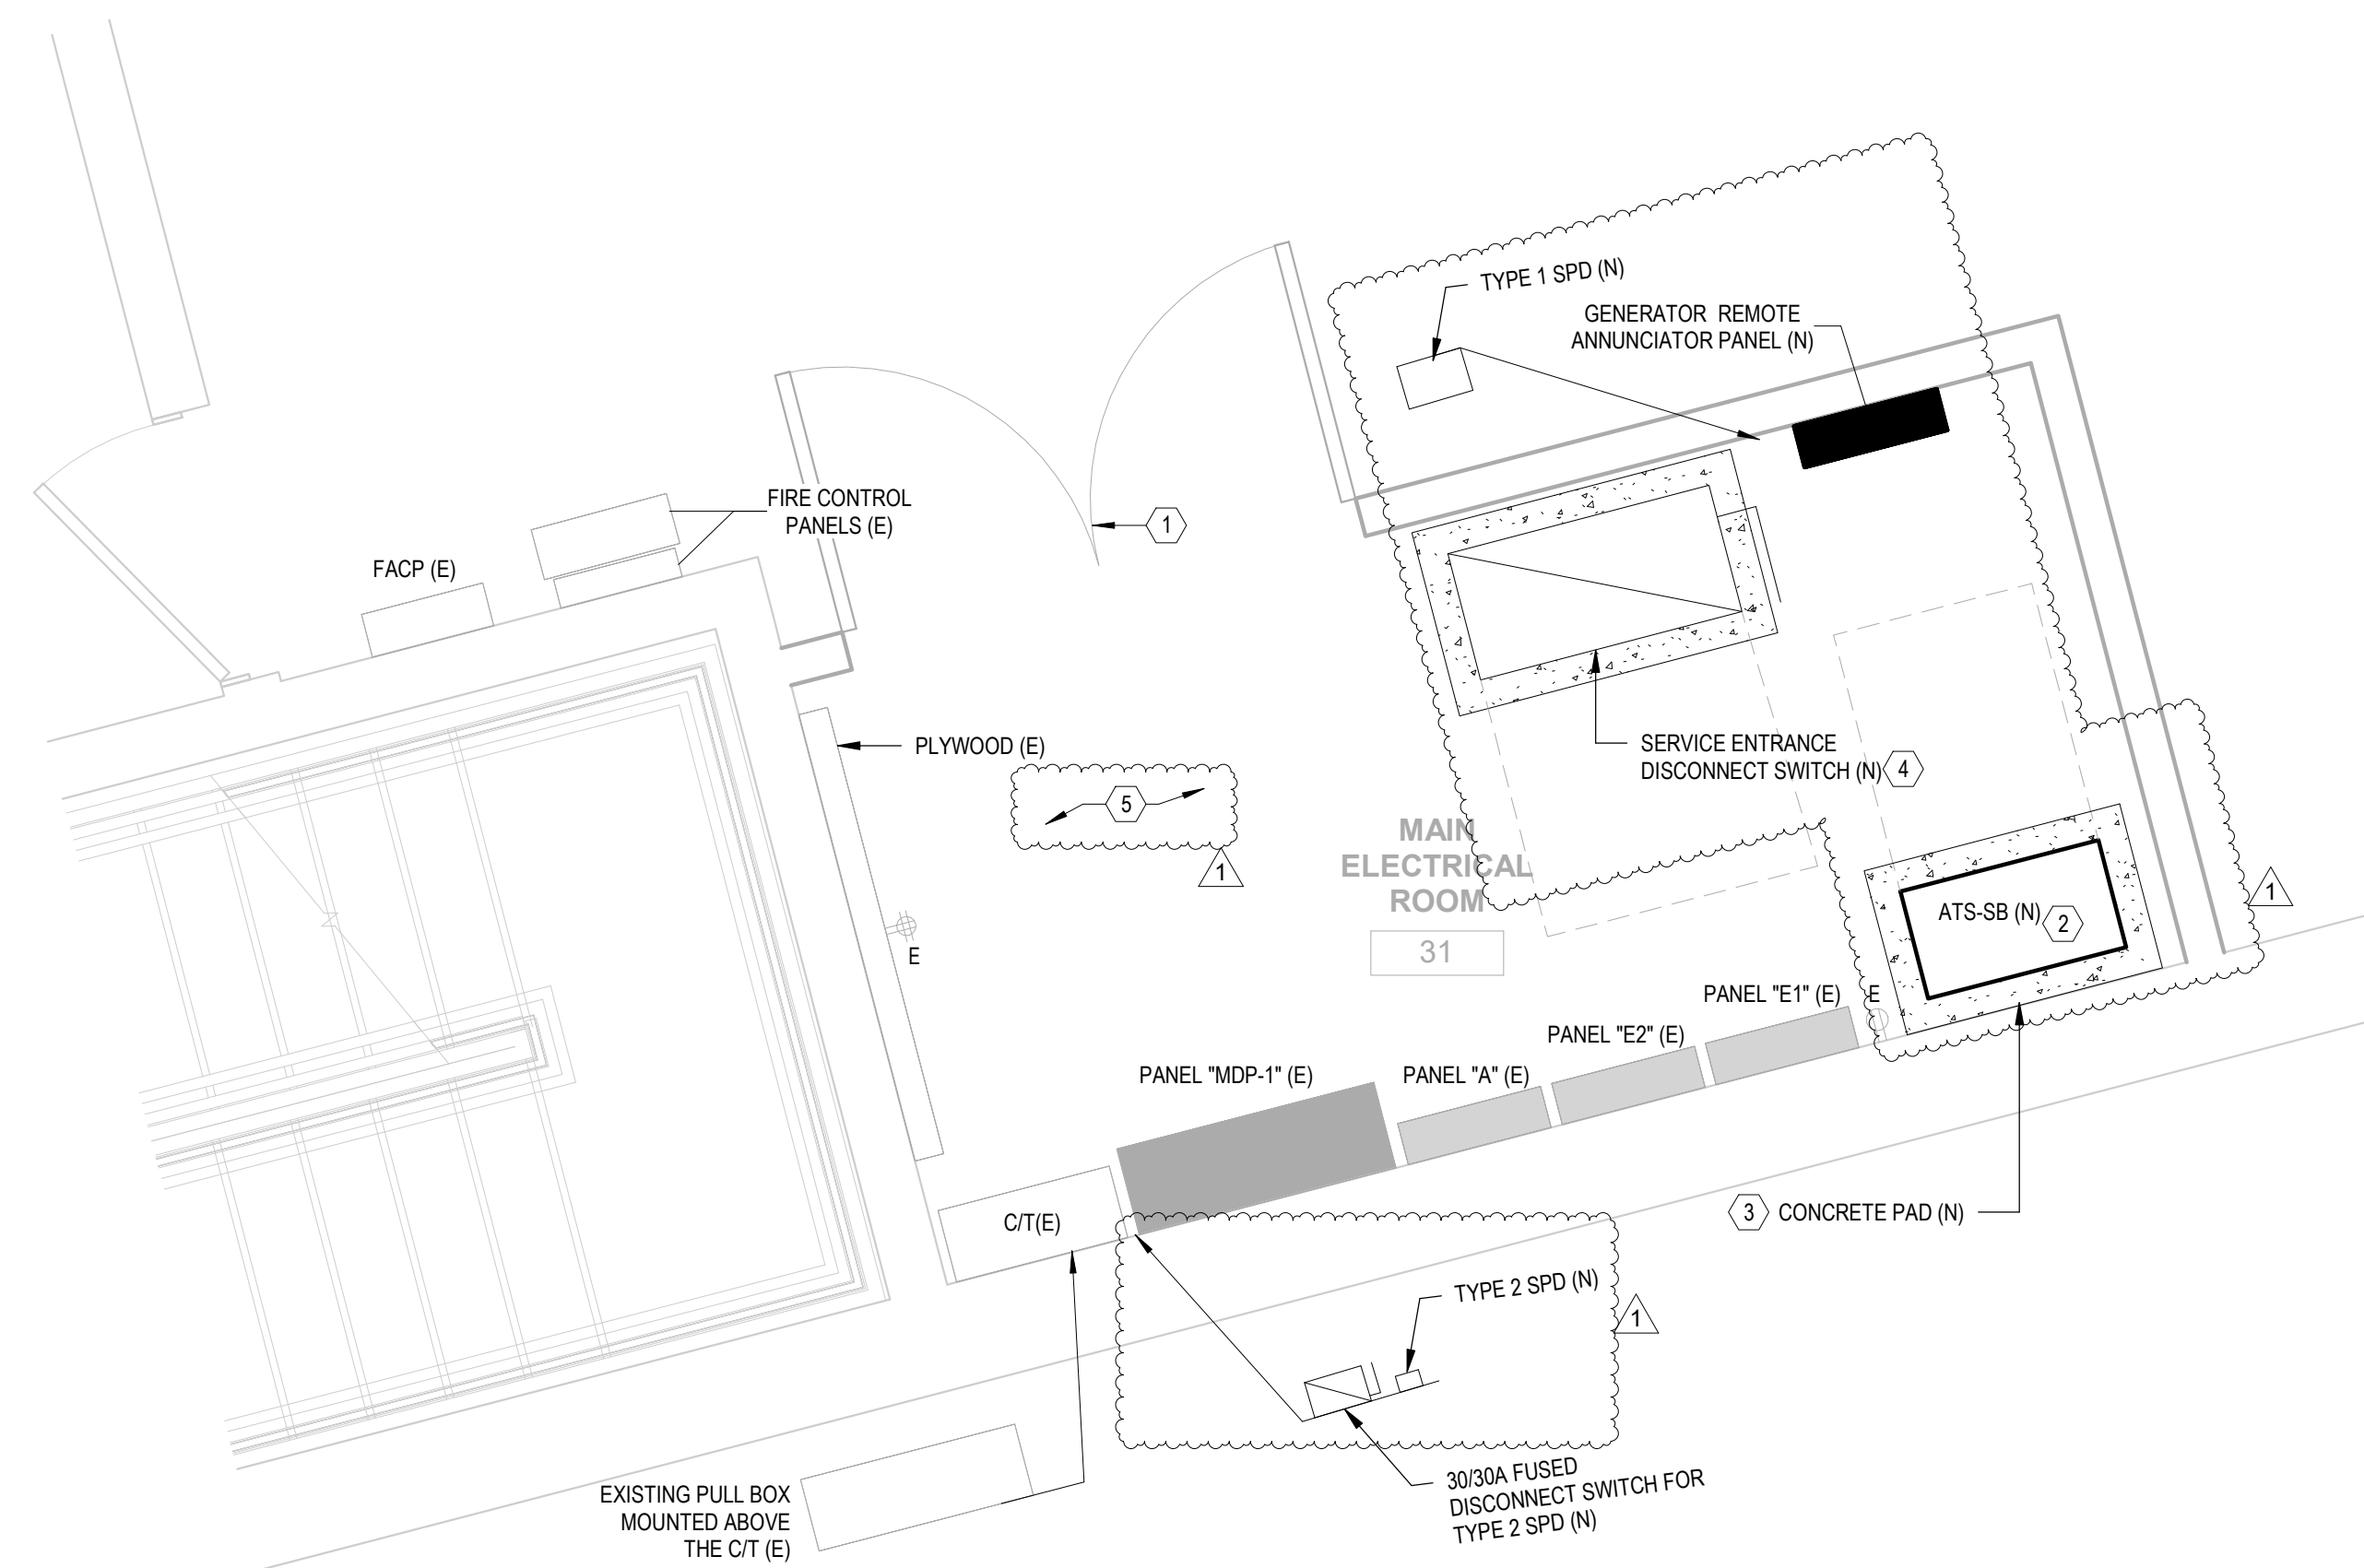 TYPE 1 SPD (N)
GENERATOR REMOTE
ANNUNCIATOR PANEL (N)
FIRE CONTROL
PANELS (E)
1
FACP (E)
PLYWOOD (E)
5
1
SERVICE ENTRANCE
DISCONNECT SWITCH (N) 4
MAIN
ELECTRICAL
ROOM
31
E
ATS-SB (N) 2
1
PANEL "E1" (E)
E
PANEL "E2" (E)
PANEL "A" (E)
PANEL "MDP-1" (E)
3 CONCRETE PAD (N)
C/T(E)
TYPE 2 SPD (N)
1
30/30A FUSED
DISCONNECT SWITCH FOR
TYPE 2 SPD (N)
EXISTING PULL BOX
MOUNTED ABOVE
THE C/T (E)